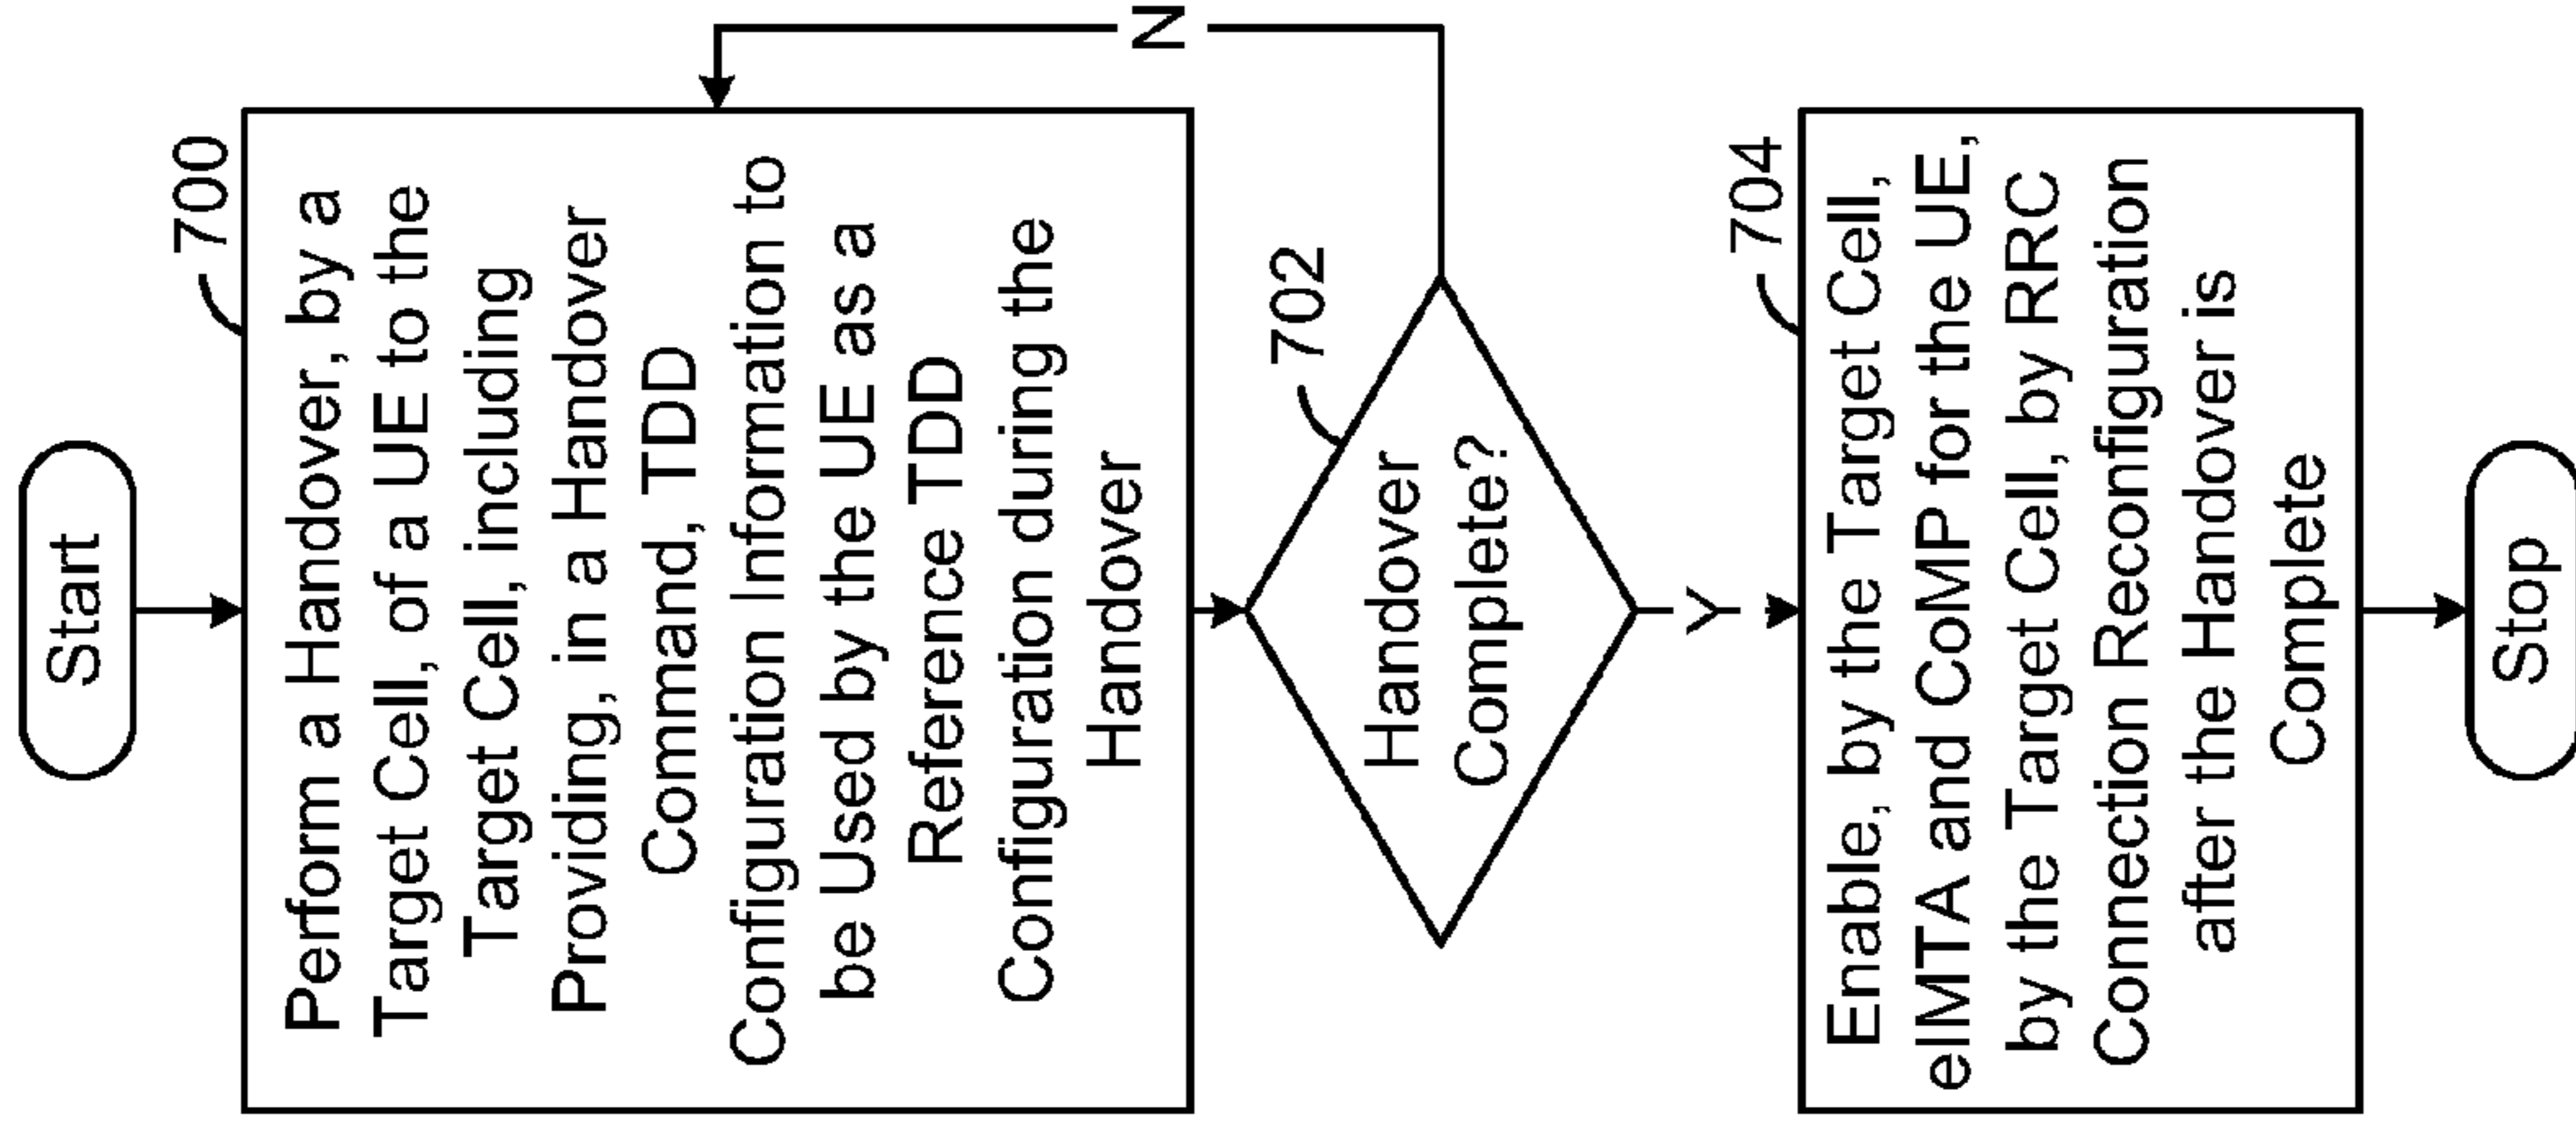 Start
700
Perform a Handover, by a
Target Cell, of a UE to the
Target Cell, including
Providing, in a Handover
Command, TDD
Configuration Information to
be Used by the UE as a
Reference TDD
Configuration during the
Handover
702
Handover
Complete?
N
Y
704
Enable, by the Target Cell,
eIMTA and CoMP for the UE,
by the Target Cell, by RRC
Connection Reconfiguration
after the Handover is
Complete
Stop